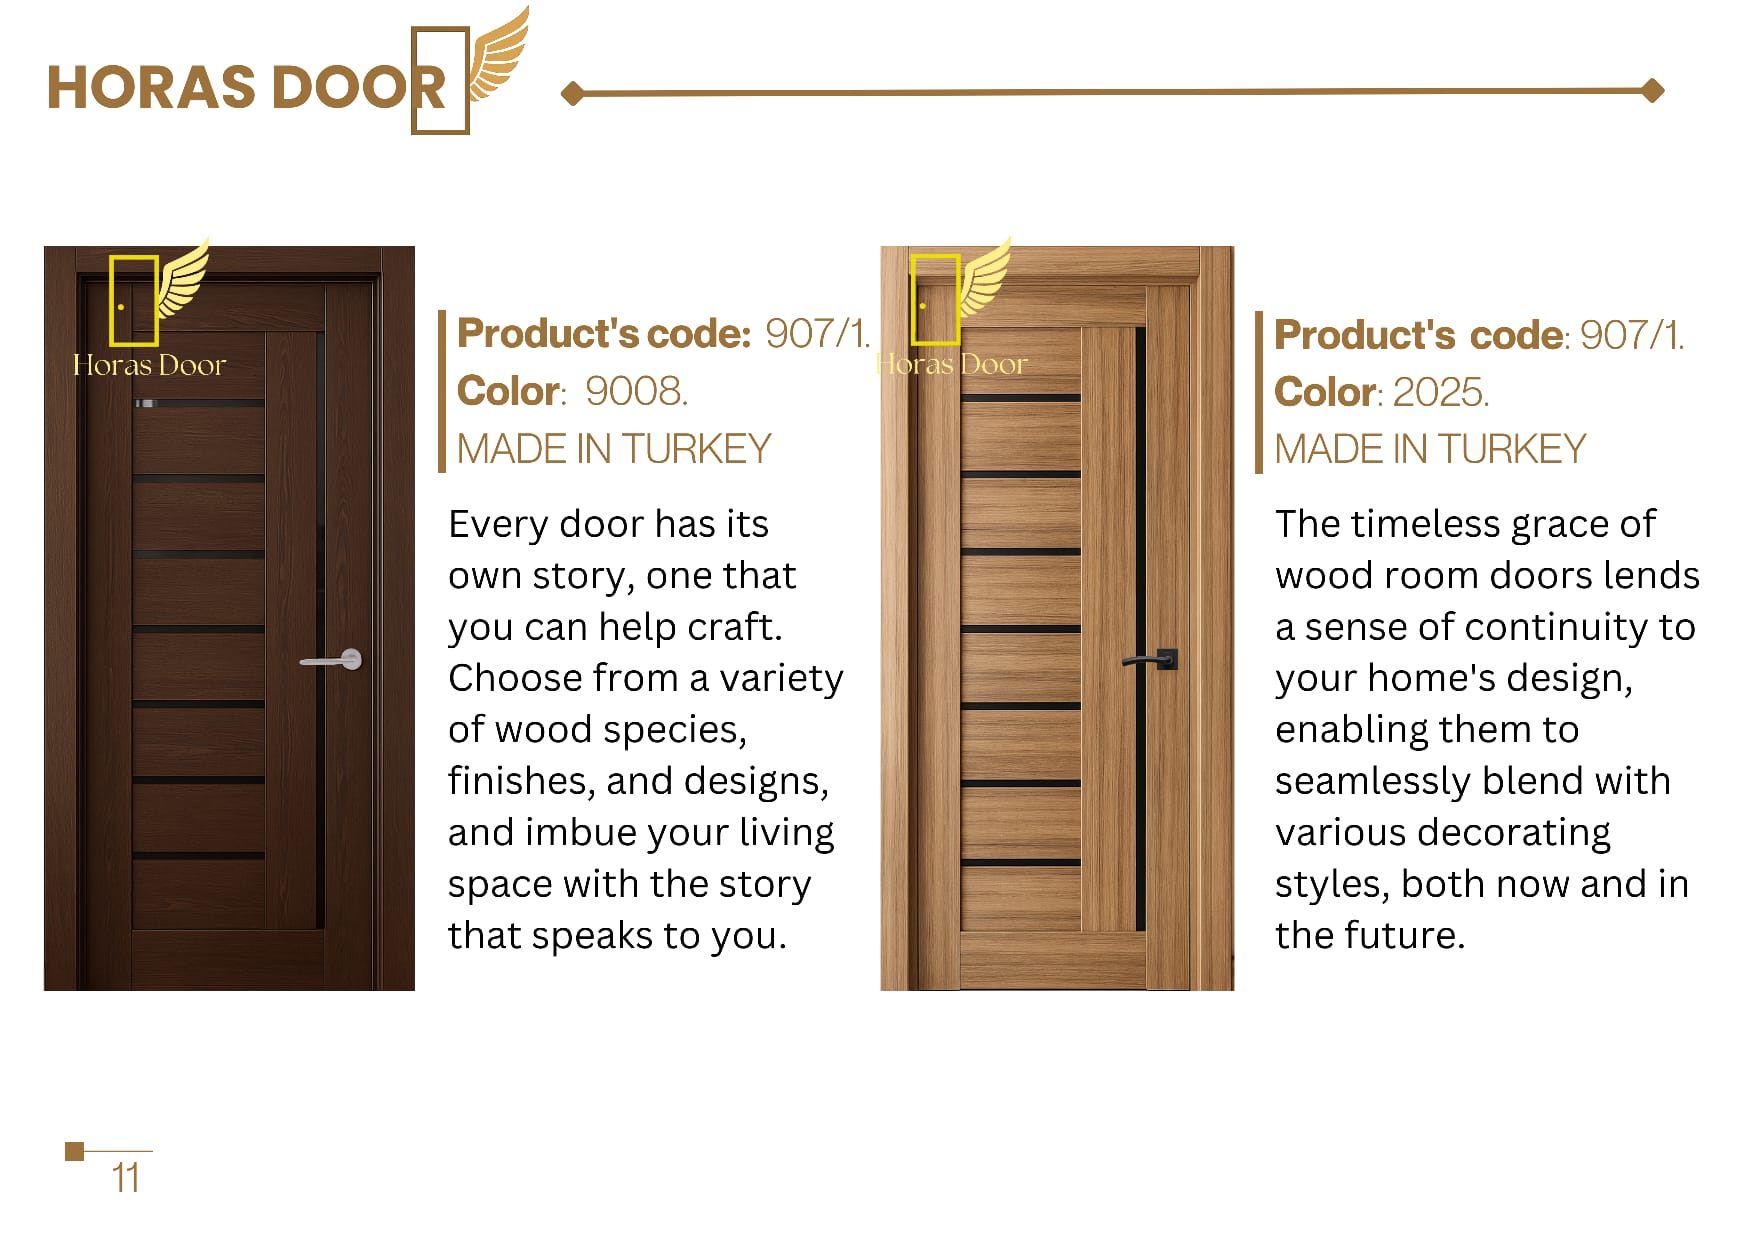 HORAS DOOR
Horas Door
Product's code: 907/1.
Color: 9008.
MADE IN TURKEY
Every door has its
own story, one that
you can help craft.
Choose from a variety
of wood species,
finishes, and designs,
and imbue your living
space with the story
that speaks to you.
Horas Door
Product's code: 907/1.
Color: 2025.
MADE IN TURKEY
The timeless grace of
wood room doors lends
a sense of continuity to
your home's design,
enabling them to
seamlessly blend with
various decorating
styles, both now and in
the future.
11